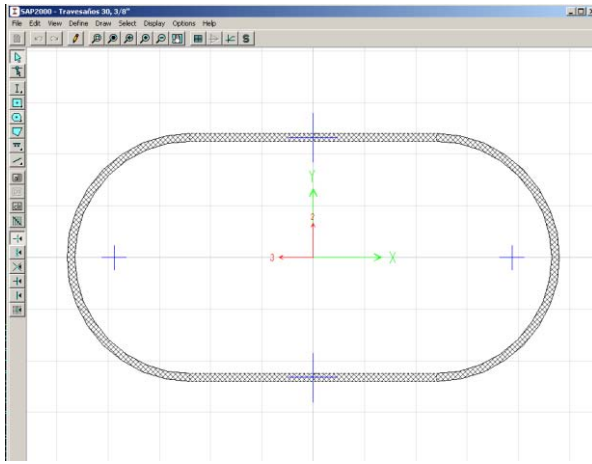 SAP2000 - Travesaños 30, 3/8"
File Edit View Define Draw Select Display Options Help
S
Y
2
3
X